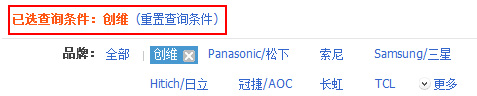 已选查询条件：创维（重置查询条件）
品牌： 全部 创维 Panasonic/松下 索尼 Samsung/三星
Hitich/日立 冠捷/AOC 长虹 TCL 更多